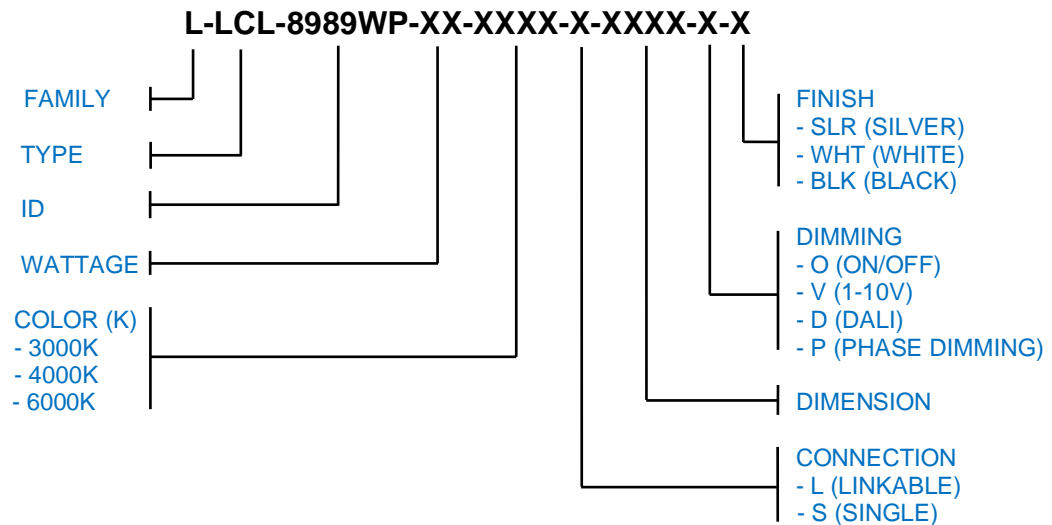 L-LCL-8989WP-XX-XXXX-X-XXXX-X-X
FAMILY
TYPE
ID
WATTAGE
COLOR (K)
- 3000K
- 4000K
- 6000K
FINISH
- SLR (SILVER)
- WHT (WHITE)
- BLK (BLACK)
DIMMING
- O (ON/OFF)
- V (1-10V)
- D (DALI)
- P (PHASE DIMMING)
DIMENSION
CONNECTION
- L (LINKABLE)
- S (SINGLE)